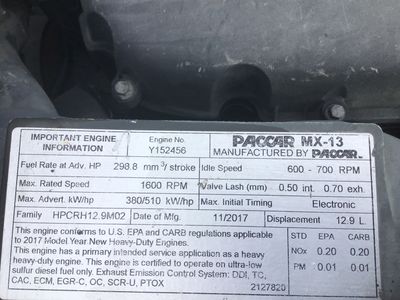 IMPORTANT ENGINE INFORMATION
Engine No. Y152456
PACCAR MX-13
MANUFACTURED BY PACCAR
Fuel Rate at Adv. HP 298.8 mm³/stroke
Idle Speed 600 - 700 RPM
Max. Rated Speed 1600 RPM
Valve Lash (mm) 0.50 int. 0.70 exh.
Max. Advert. kW/hp 380/510 kW/hp
Max. Initial Timing Electronic
Family HPCRH12.9M02
Date of Mfg. 11/2017
Displacement 12.9 L
This engine conforms to U.S. EPA and CARB regulations applicable
to 2017 Model Year New Heavy-Duty Engines.
This engine has a primary intended service application as a heavy
heavy-duty engine. This engine is certified to operate on ultra-low
sulfur diesel fuel only. Exhaust Emission Control System: DDI, TC,
CAC, ECM, EGR-C, OC, SCR-U, PTOX
STD EPA CARB
NOx 0.20 0.20
PM 0.01 0.01
2127820